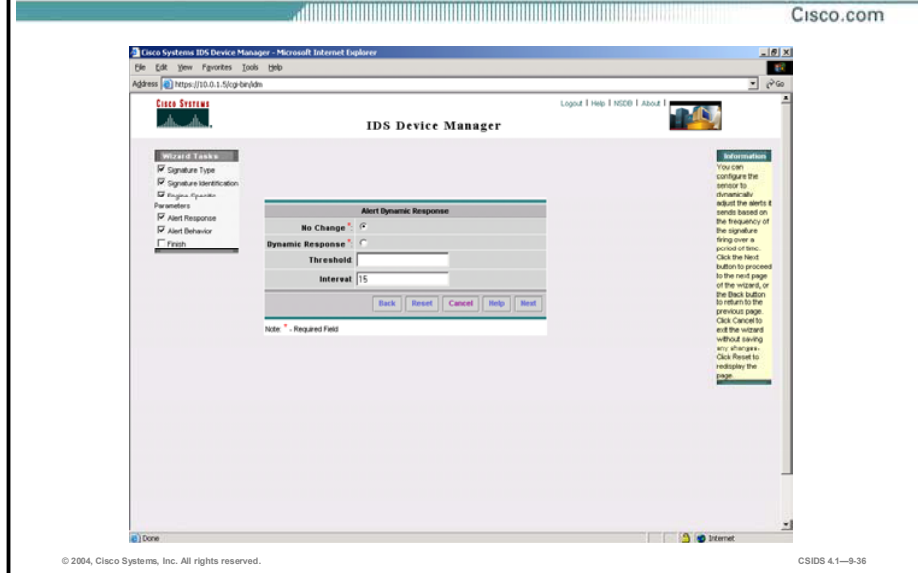 Cisco.com
Cisco Systems IDS Device Manager - Microsoft Internet Explorer
File Edit View Favorites Tools Help
Address https://10.0.1.5/cgi-bin/idm Go
CISCO SYSTEMS
Logout | Help | NSDB | About |
IDS Device Manager
Wizard Tasks
Signature Type
Signature Identification
Engine Specific
Parameters
Alert Response
Alert Behavior
Finish
Alert Dynamic Response
No Change *:
Dynamic Response *:
Threshold
Interval 15
Back Reset Cancel Help Next
Note: * - Required Field
Information
You can
configure the
sensor to
dynamically
adjust the alerts it
sends based on
the frequency of
the signature
firing over a
period of time.
Click the Next
button to proceed
to the next page
of the wizard, or
the Back button
to return to the
previous page.
Click Cancel to
exit the wizard
without saving
any changes.
Click Reset to
redisplay the
page.
Done
Internet
© 2004, Cisco Systems, Inc. All rights reserved.
CSIDS 4.1—9-36